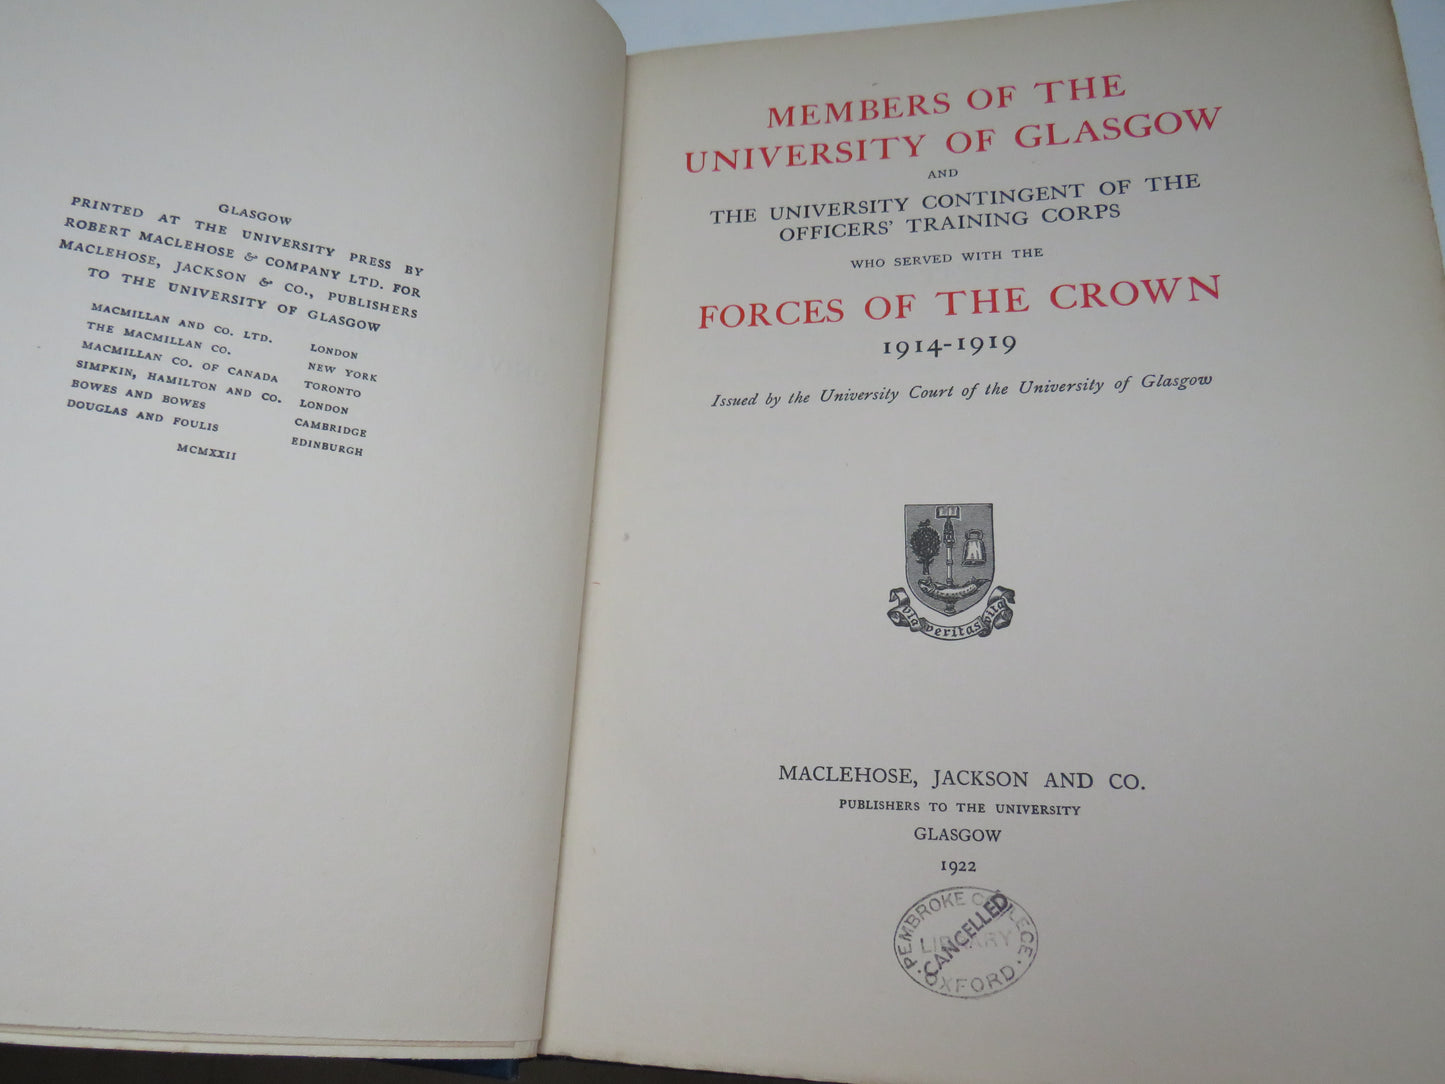 GLASGOW
PRINTED AT THE UNIVERSITY PRESS BY
ROBERT MACLEHOSE & COMPANY LTD. FOR
MACLEHOSE, JACKSON & CO., PUBLISHERS
TO THE UNIVERSITY OF GLASGOW
MACMILLAN AND CO. LTD. LONDON
THE MACMILLAN CO. NEW YORK
MACMILLAN CO. OF CANADA TORONTO
SIMPKIN, HAMILTON AND CO. LONDON
BOWES AND BOWES CAMBRIDGE
DOUGLAS AND FOULIS EDINBURGH
MCMXXII
MEMBERS OF THE
UNIVERSITY OF GLASGOW
AND
THE UNIVERSITY CONTINGENT OF THE
OFFICERS' TRAINING CORPS
WHO SERVED WITH THE
FORCES OF THE CROWN
1914-1919
Issued by the University Court of the University of Glasgow
via veritas vita
MACLEHOSE, JACKSON AND CO.
PUBLISHERS TO THE UNIVERSITY
GLASGOW
1922
PEMBROKE COLLEGE
LIBRARY
CANCELLED
OXFORD